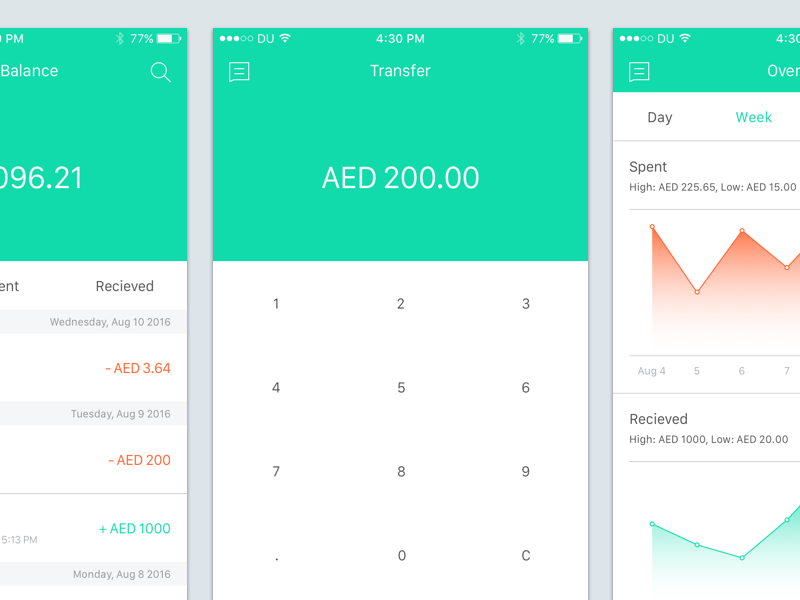 PM 77%
Balance
096.21
Recieved
Wednesday, Aug 10 2016
- AED 3.64
Tuesday, Aug 9 2016
- AED 200
+ AED 1000
5:13 PM
Monday, Aug 8 2016
DU 4:30 PM 77%
Transfer
AED 200.00
1 2 3
4 5 6
7 8 9
. 0 C
DU 4:30
Over
Day Week
Spent
High: AED 225.65, Low: AED 15.00
Aug 4 5 6 7
Recieved
High: AED 1000, Low: AED 20.00